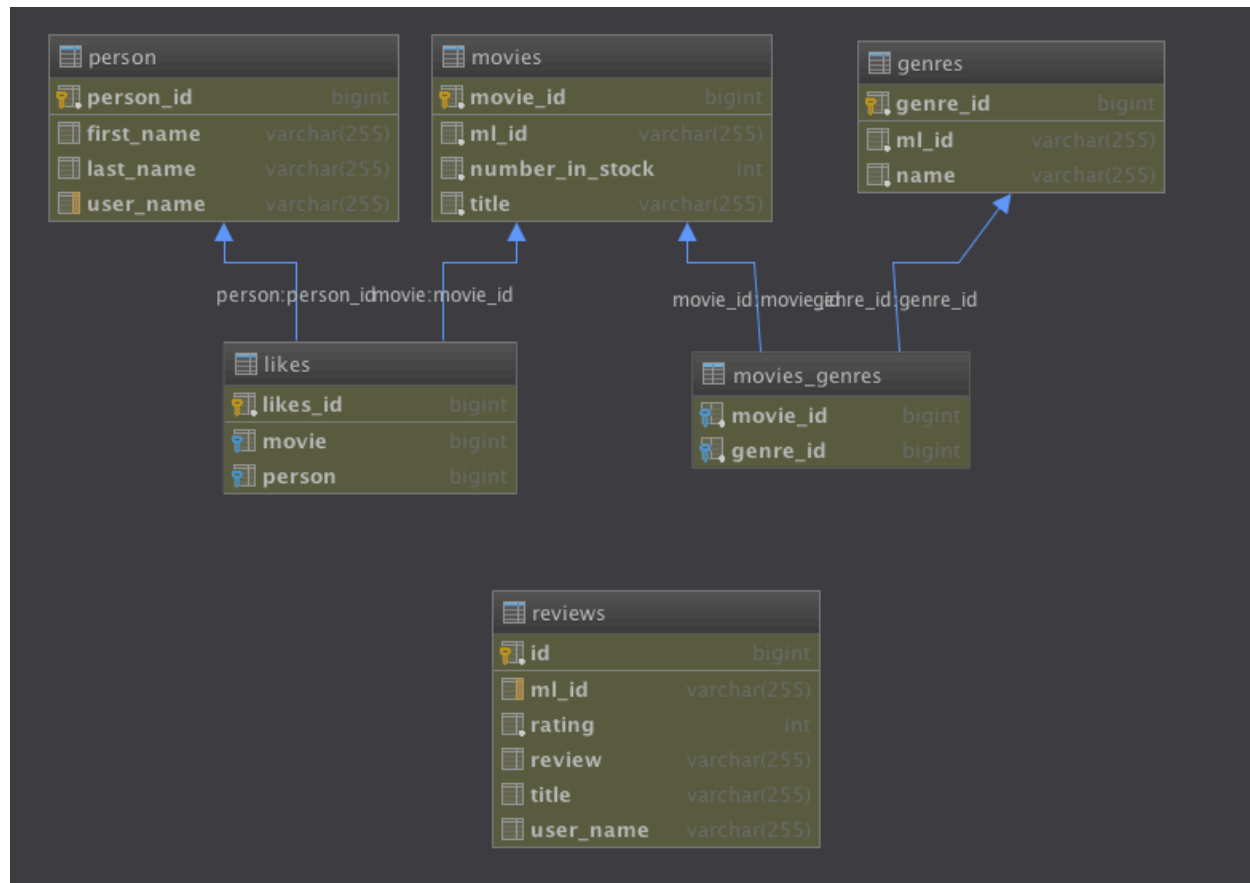 person
person_id bigint
first_name varchar(255)
last_name varchar(255)
user_name varchar(255)
movies
movie_id bigint
ml_id varchar(255)
number_in_stock int
title varchar(255)
genres
genre_id bigint
ml_id varchar(255)
name varchar(255)
person:person_id
movie:movie_id
movie_id:movie_id
genre_id:genre_id
likes
likes_id bigint
movie bigint
person bigint
movies_genres
movie_id bigint
genre_id bigint
reviews
id bigint
ml_id varchar(255)
rating int
review varchar(255)
title varchar(255)
user_name varchar(255)